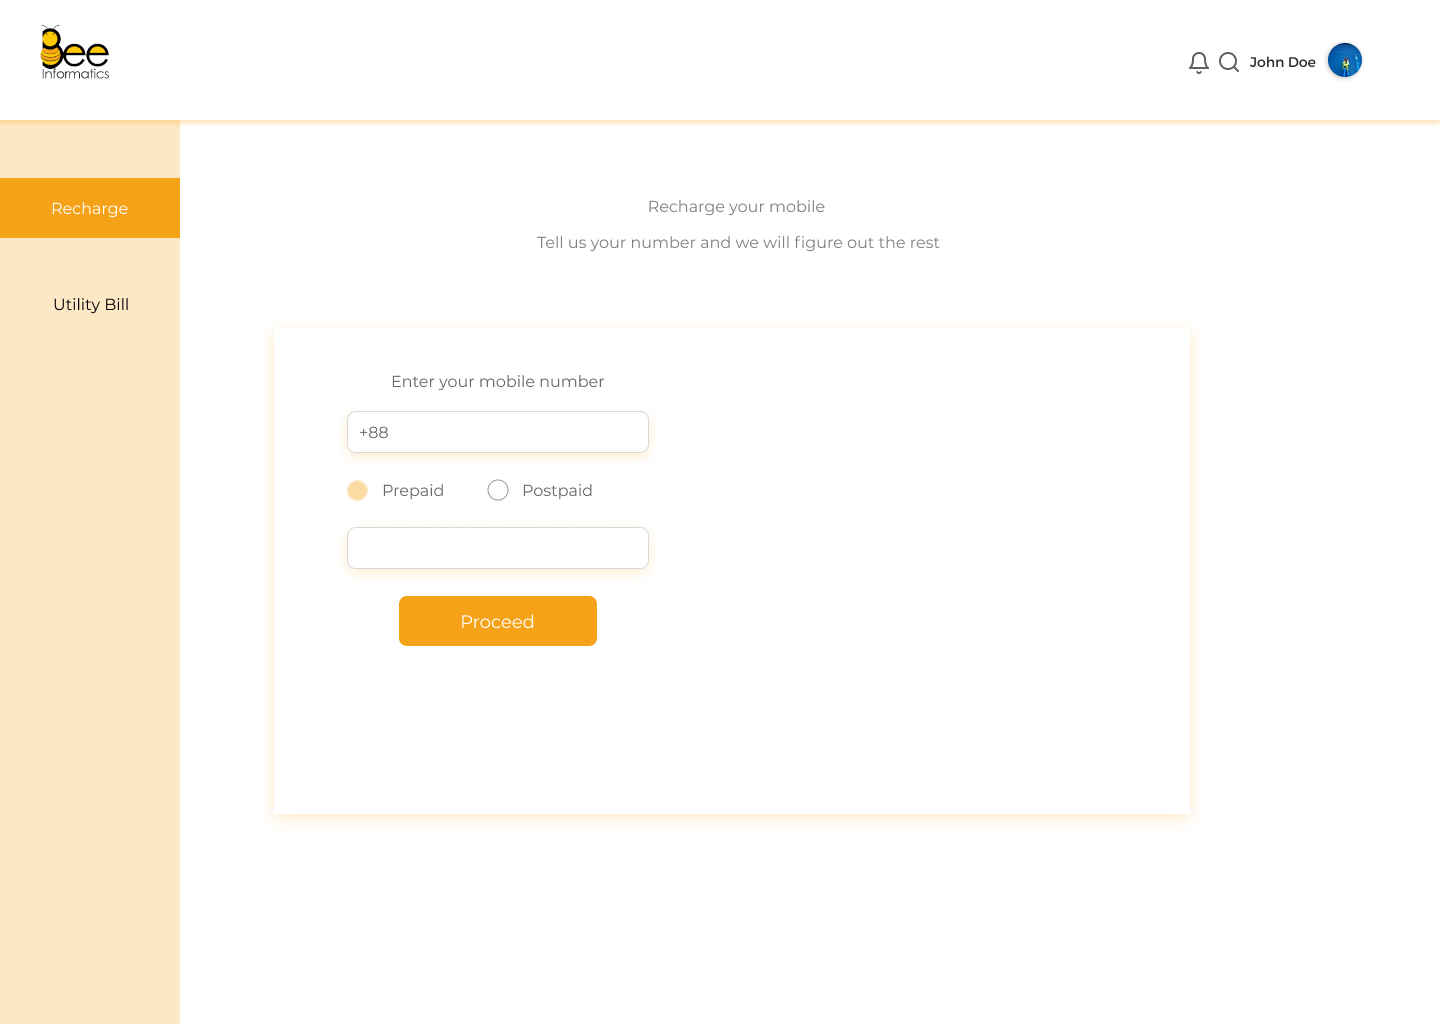 Bee
Informatics
John Doe
Recharge
Utility Bill
Recharge your mobile
Tell us your number and we will figure out the rest
Enter your mobile number
+88
Prepaid
Postpaid
Proceed